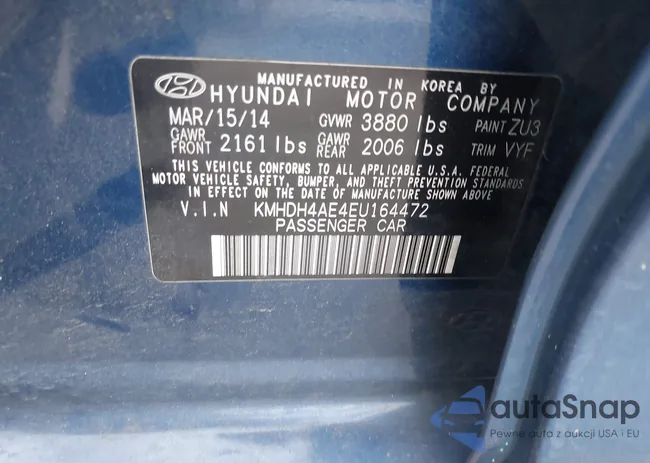 MANUFACTURED IN KOREA BY
HYUNDAI MOTOR COMPANY
MAR/15/14 GVWR 3880 lbs PAINT ZU3
GAWR FRONT 2161 lbs GAWR REAR 2006 lbs TRIM VYF
THIS VEHICLE CONFORMS TO ALL APPLICABLE U.S.A. FEDERAL
MOTOR VEHICLE SAFETY, BUMPER, AND THEFT PREVENTION STANDARDS
IN EFFECT ON THE DATE OF MANUFACTURE SHOWN ABOVE.
V.I.N KMHDH4AE4EU164472
PASSENGER CAR
autoSnap
Pewne auta z aukcji USA i EU